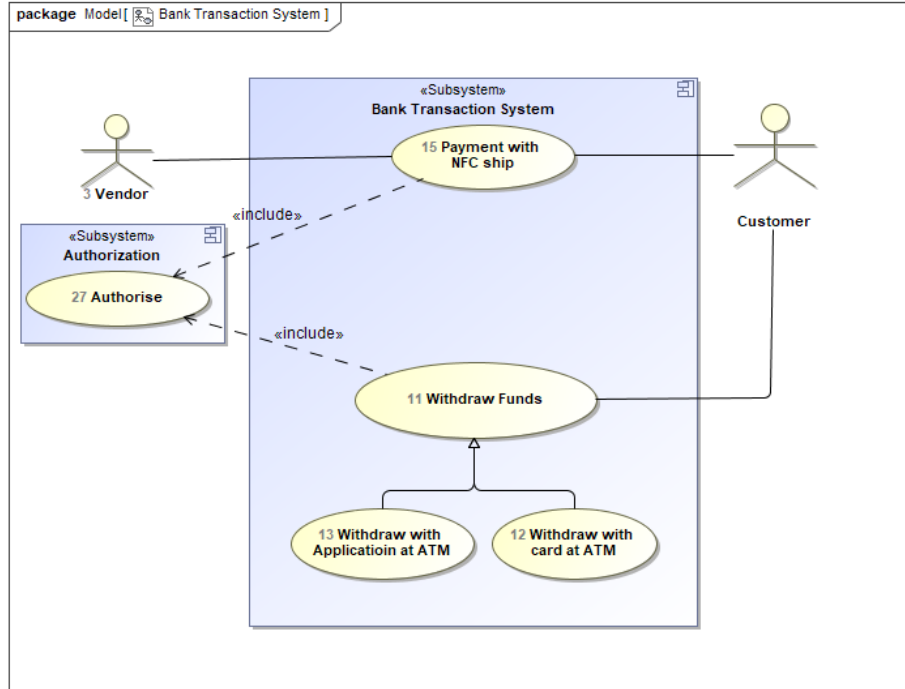 package Model[ Bank Transaction System ]
«Subsystem»
Bank Transaction System
15 Payment with
NFC ship
3 Vendor
Customer
«include»
«Subsystem»
Authorization
27 Authorise
«include»
11 Withdraw Funds
13 Withdraw with
Applicatioin at ATM
12 Withdraw with
card at ATM